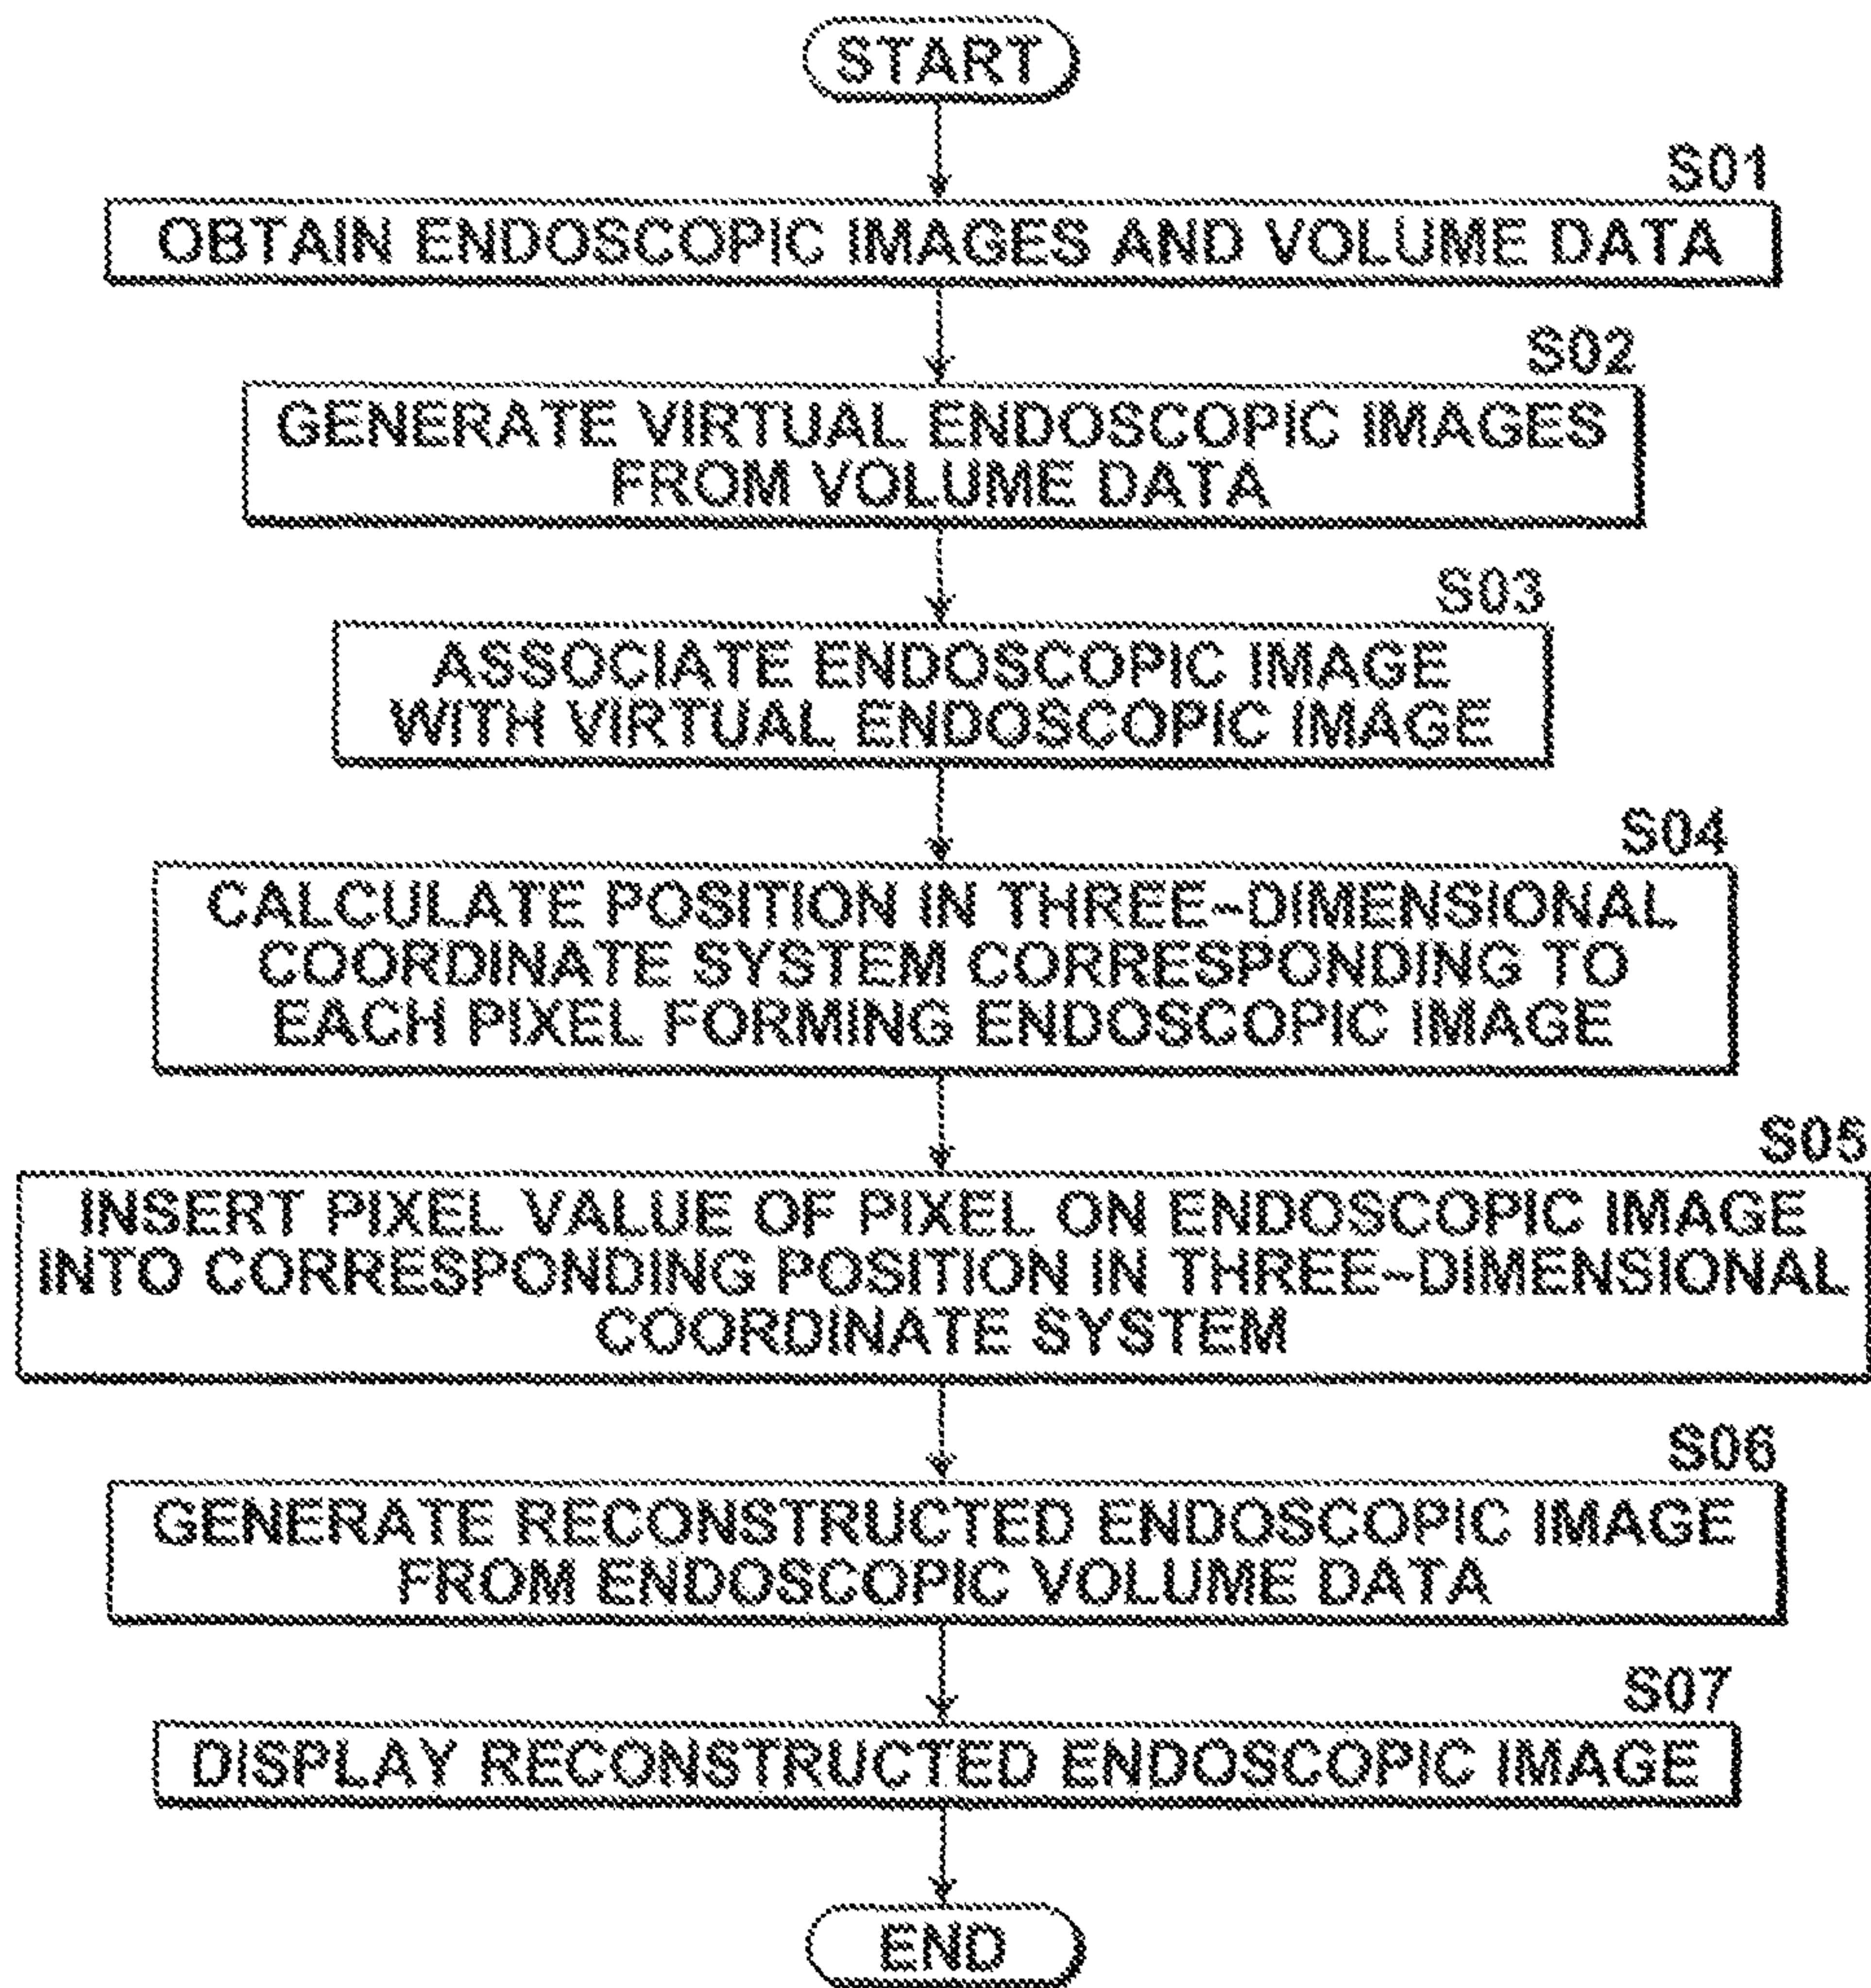 START
S01
OBTAIN ENDOSCOPIC IMAGES AND VOLUME DATA
S02
GENERATE VIRTUAL ENDOSCOPIC IMAGES
FROM VOLUME DATA
S03
ASSOCIATE ENDOSCOPIC IMAGE
WITH VIRTUAL ENDOSCOPIC IMAGE
S04
CALCULATE POSITION IN THREE-DIMENSIONAL
COORDINATE SYSTEM CORRESPONDING TO
EACH PIXEL FORMING ENDOSCOPIC IMAGE
S05
INSERT PIXEL VALUE OF PIXEL ON ENDOSCOPIC IMAGE
INTO CORRESPONDING POSITION IN THREE-DIMENSIONAL
COORDINATE SYSTEM
S06
GENERATE RECONSTRUCTED ENDOSCOPIC IMAGE
FROM ENDOSCOPIC VOLUME DATA
S07
DISPLAY RECONSTRUCTED ENDOSCOPIC IMAGE
END